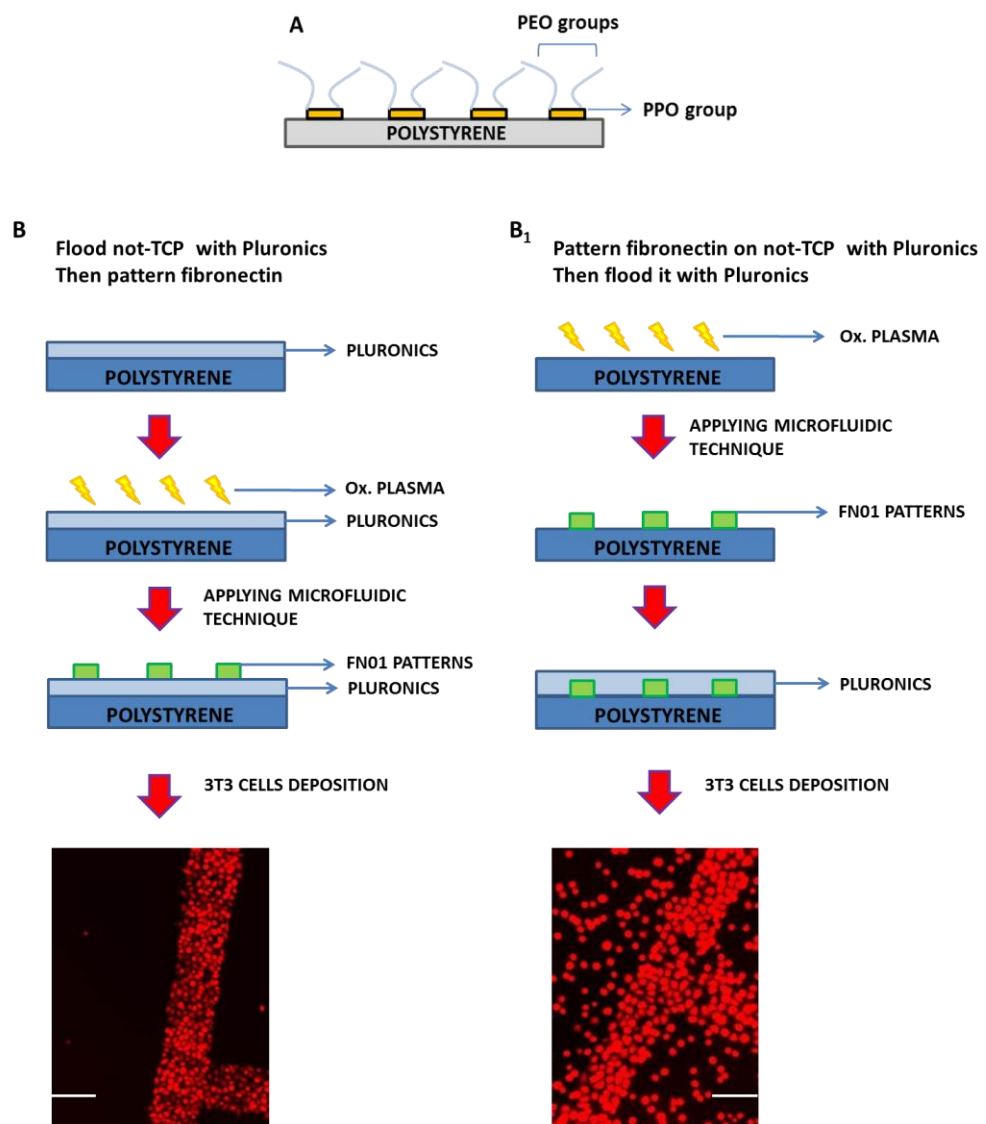 A
PEO groups
PPO group
POLYSTYRENE
B
Flood not-TCP with Pluronics
Then pattern fibronectin
PLURONICS
POLYSTYRENE
Ox. PLASMA
PLURONICS
POLYSTYRENE
APPLYING MICROFLUIDIC
TECHNIQUE
FN01 PATTERNS
PLURONICS
POLYSTYRENE
3T3 CELLS DEPOSITION
B1
Pattern fibronectin on not-TCP with Pluronics
Then flood it with Pluronics
Ox. PLASMA
POLYSTYRENE
APPLYING MICROFLUIDIC
TECHNIQUE
FN01 PATTERNS
POLYSTYRENE
PLURONICS
POLYSTYRENE
3T3 CELLS DEPOSITION